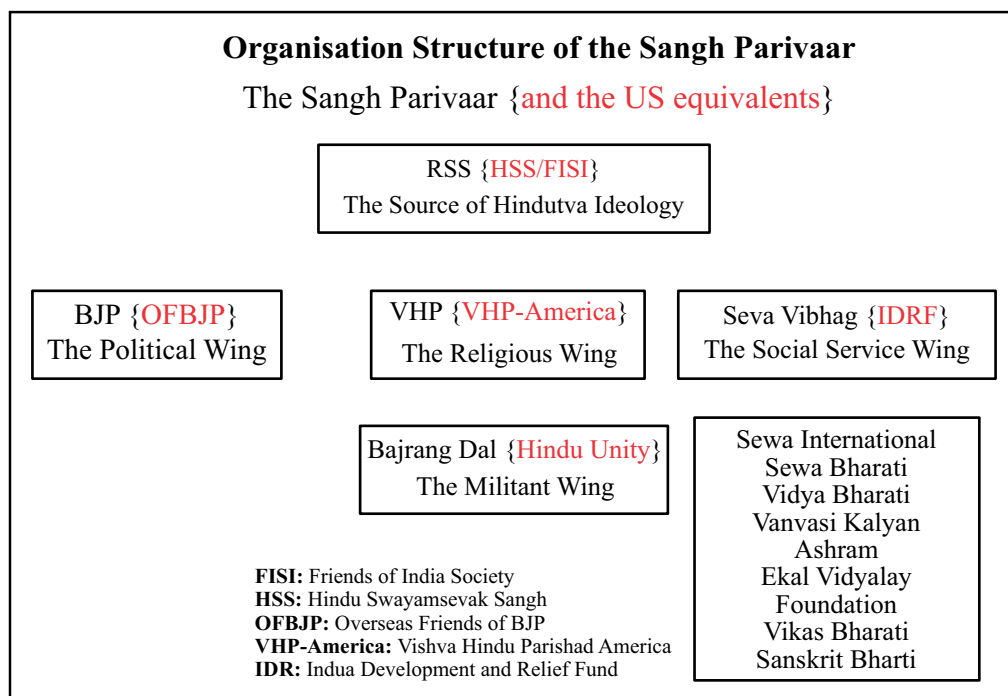 Organisation Structure of the Sangh Parivaar
The Sangh Parivaar {and the US equivalents}
RSS {HSS/FISI}
The Source of Hindutva Ideology
BJP {OFBJP}
The Political Wing
VHP {VHP-America}
The Religious Wing
Seva Vibhag {IDRF}
The Social Service Wing
Bajrang Dal {Hindu Unity}
The Militant Wing
Sewa International
Sewa Bharati
Vidya Bharati
Vanvasi Kalyan
Ashram
Ekal Vidyalay
Foundation
Vikas Bharati
Sanskrit Bharti
FISI: Friends of India Society
HSS: Hindu Swayamsevak Sangh
OFBJP: Overseas Friends of BJP
VHP-America: Vishva Hindu Parishad America
IDR: Indua Development and Relief Fund